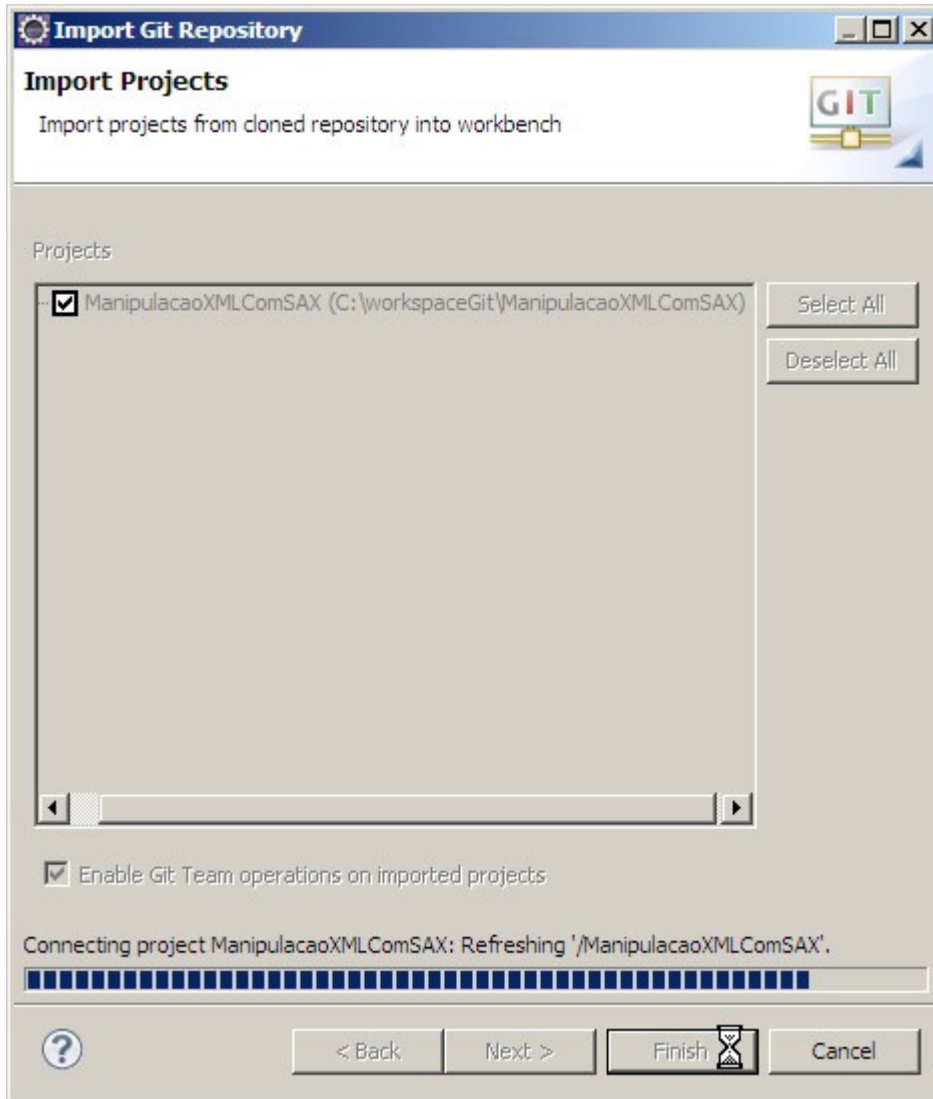 Import Git Repository
Import Projects
Import projects from cloned repository into workbench
GIT
Projects
ManipulacaoXMLComSAX (C:\workspaceGit\ManipulacaoXMLComSAX)
Select All
Deselect All
Enable Git Team operations on imported projects
Connecting project ManipulacaoXMLComSAX: Refreshing '/ManipulacaoXMLComSAX'.
?
< Back
Next >
Finish
Cancel